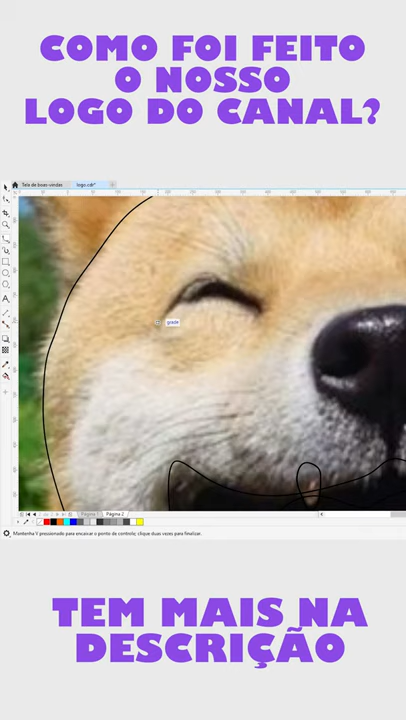 COMO FOI FEITO
O NOSSO
LOGO DO CANAL?
Tela de boas-vindas
logo.cdr*
grade
Página 1
Página 2
Mantenha Y pressionado para encaixar o ponto de controle; clique duas vezes para finalizar.
TEM MAIS NA
DESCRIÇÃO